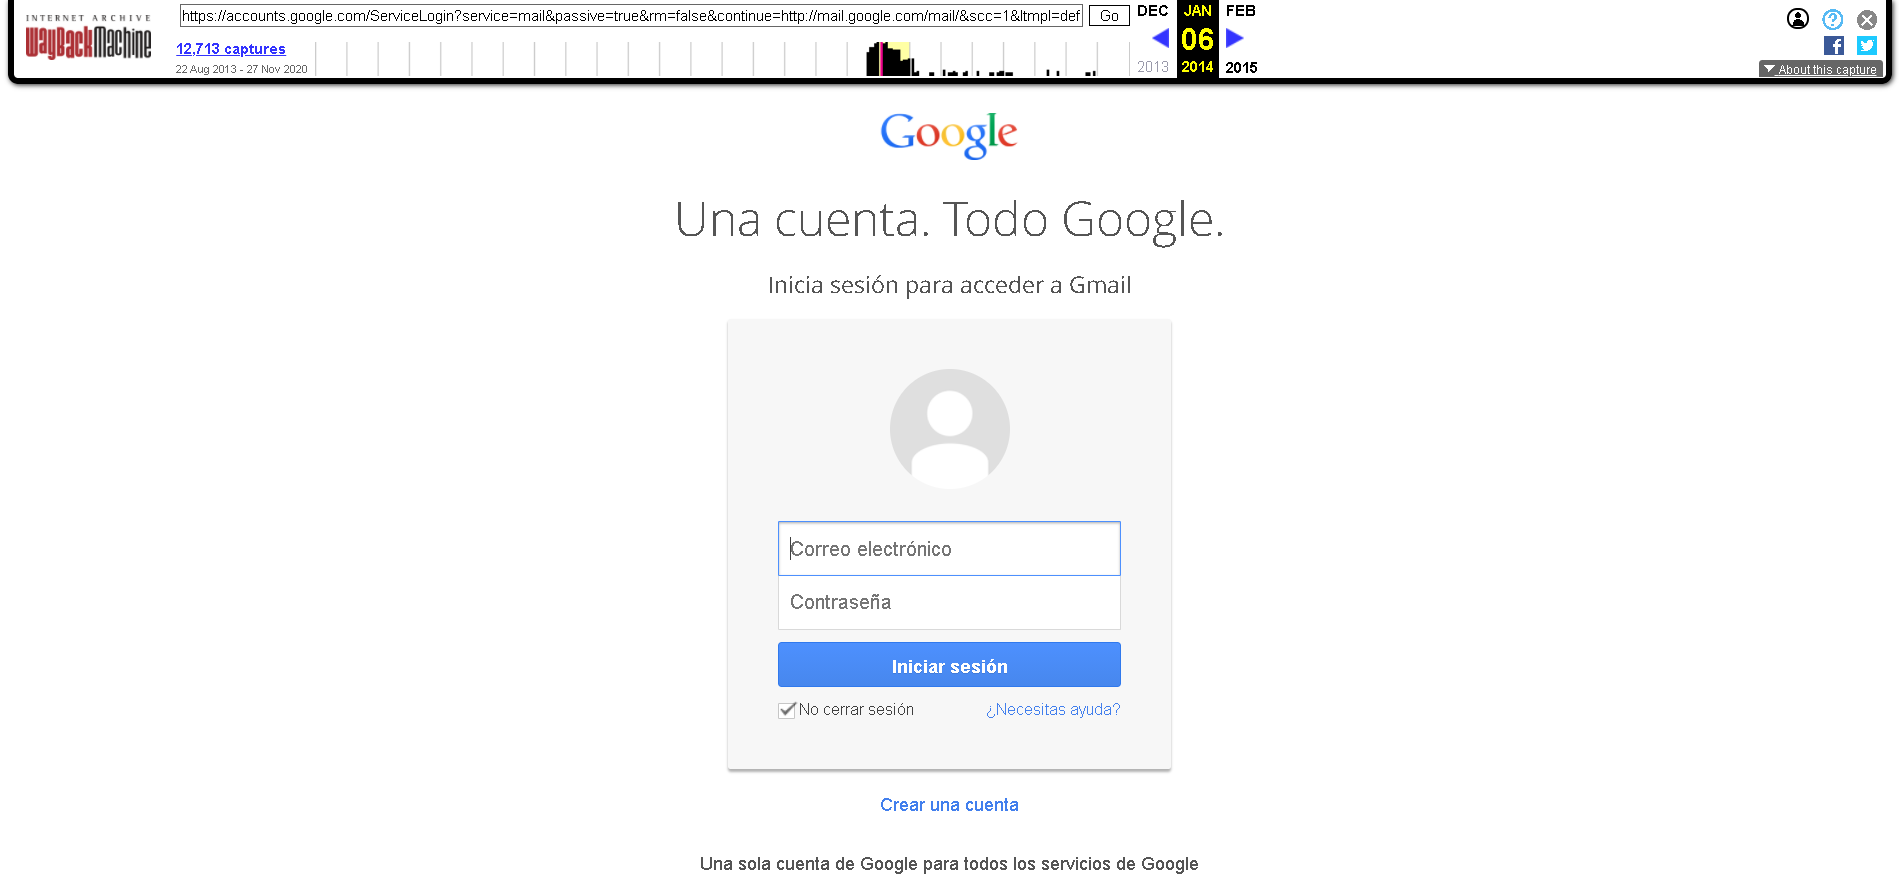 INTERNET ARCHIVE
WayBackMachine
https://accounts.google.com/ServiceLogin?service=mail&passive=true&rm=false&continue=http://mail.google.com/mail/&scc=1&ltmpl=def
Go
12,713 captures
22 Aug 2013 - 27 Nov 2020
DEC JAN FEB
06
2013 2014 2015
?
f
About this capture
Google
Una cuenta. Todo Google.
Inicia sesión para acceder a Gmail
Correo electrónico
Contraseña
Iniciar sesión
No cerrar sesión ¿Necesitas ayuda?
Crear una cuenta
Una sola cuenta de Google para todos los servicios de Google